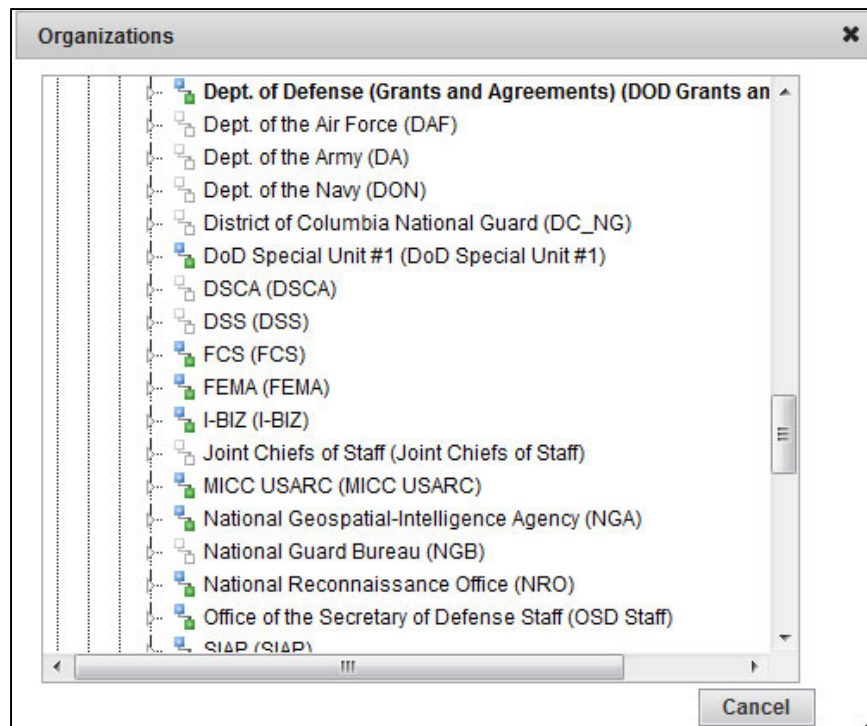 Organizations
Dept. of Defense (Grants and Agreements) (DOD Grants an
Dept. of the Air Force (DAF)
Dept. of the Army (DA)
Dept. of the Navy (DON)
District of Columbia National Guard (DC_NG)
DoD Special Unit #1 (DoD Special Unit #1)
DSCA (DSCA)
DSS (DSS)
FCS (FCS)
FEMA (FEMA)
I-BIZ (I-BIZ)
Joint Chiefs of Staff (Joint Chiefs of Staff)
MICC USARC (MICC USARC)
National Geospatial-Intelligence Agency (NGA)
National Guard Bureau (NGB)
National Reconnaissance Office (NRO)
Office of the Secretary of Defense Staff (OSD Staff)
SIAP (SIAP)
Cancel